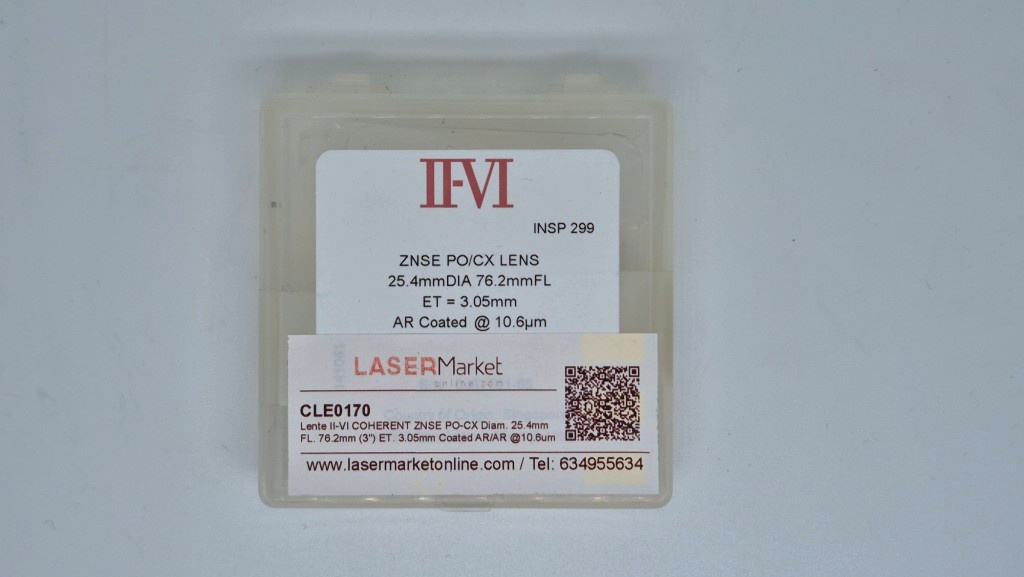 II-VI
INSP 299
ZNSE PO/CX LENS
25.4mmDIA 76.2mmFL
ET = 3.05mm
AR Coated @ 10.6µm
LASERMarket
online.com
CLE0170
Lente II-VI COHERENT ZNSE PO-CX Diam. 25.4mm
FL. 76.2mm (3") ET. 3.05mm Coated AR/AR @10.6um
www.lasermarketonline.com / Tel: 634955634